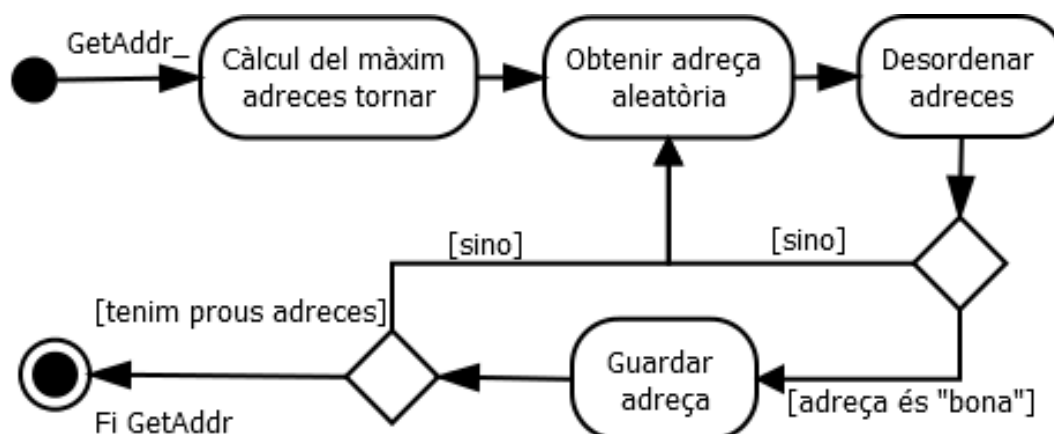 GetAddr_
Càlcul del màxim
adreces tornar
Obtenir adreça
aleatòria
Desordenar
adreces
[sino]
[sino]
[tenim prous adreces]
Guardar
adreça
[adreça és "bona"]
Fi GetAddr